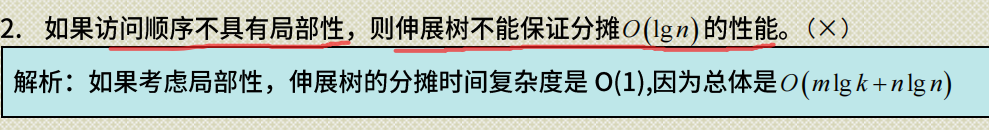 2. 如果访问顺序不具有局部性，则伸展树不能保证分摊O(lg n)的性能。（×）
解析：如果考虑局部性，伸展树的分摊时间复杂度是 O(1),因为总体是O(mlg k+nlg n)